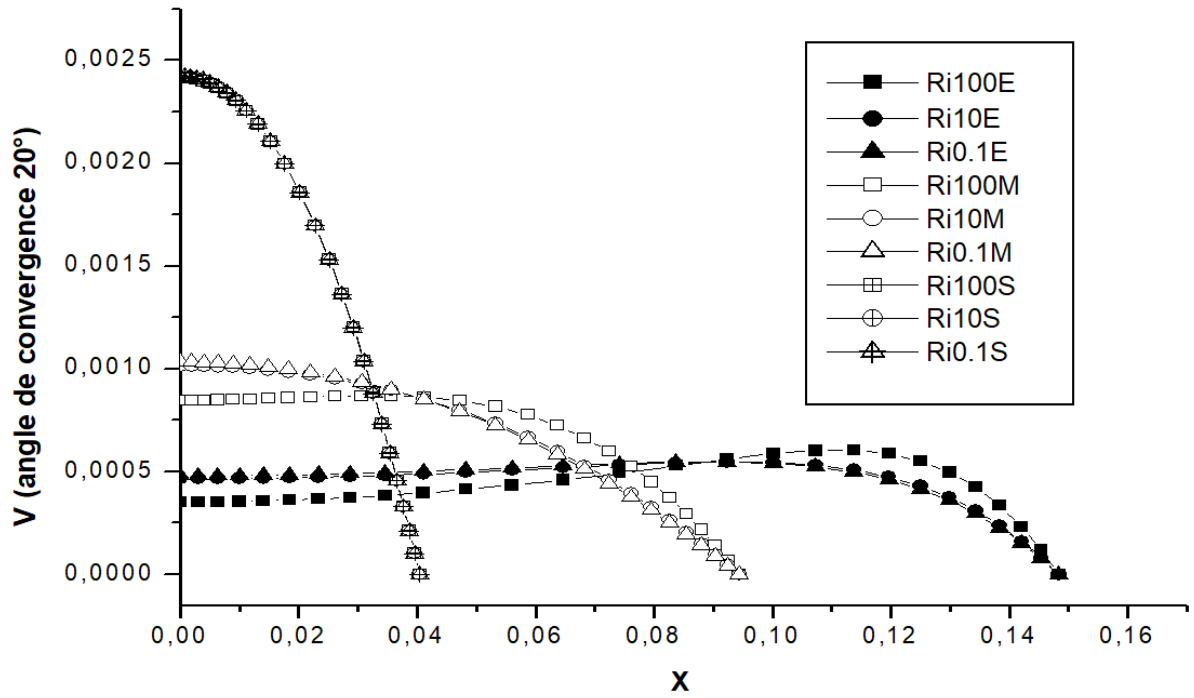 0,0025
0,0020
0,0015
0,0010
0,0005
0,0000
V (angle de convergence 20°)
0,00
0,02
0,04
0,06
0,08
0,10
0,12
0,14
0,16
X
Ri100E
Ri10E
Ri0.1E
Ri100M
Ri10M
Ri0.1M
Ri100S
Ri10S
Ri0.1S